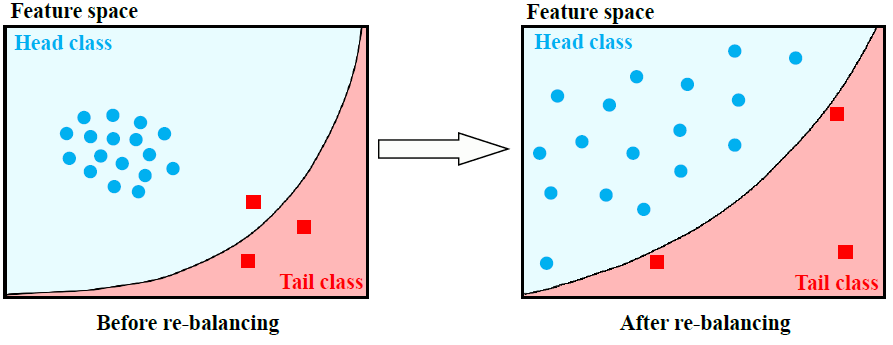 Feature space
Head class
Tail class
Before re-balancing
Feature space
Head class
Tail class
After re-balancing